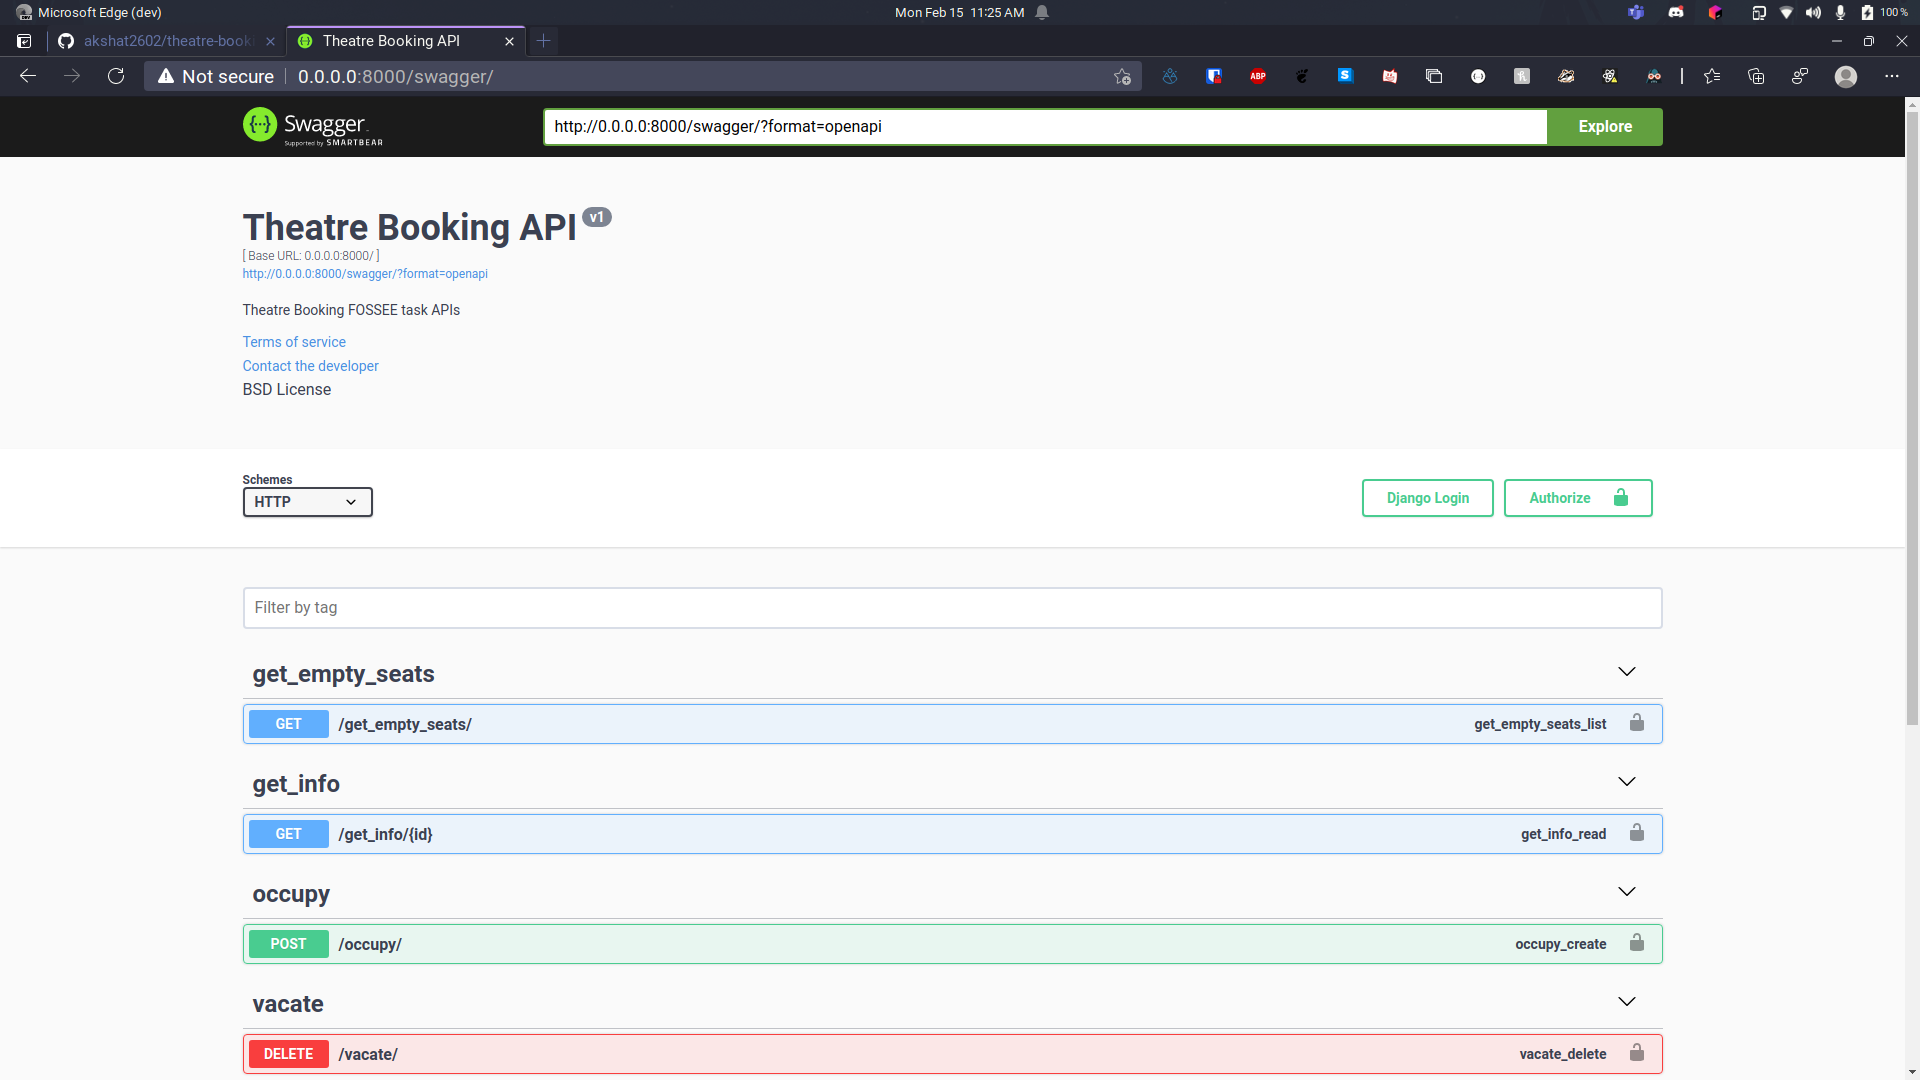 Microsoft Edge (dev)
Mon Feb 15 11:25 AM
100 %
akshat2602/theatre-book
Theatre Booking API
Not secure
0.0.0.0:8000/swagger/
ABP
S
Swagger
Supported by SMARTBEAR
http://0.0.0.0:8000/swagger/?format=openapi
Explore
Theatre Booking API v1
[ Base URL: 0.0.0.0:8000/ ]
http://0.0.0.0:8000/swagger/?format=openapi
Theatre Booking FOSSEE task APIs
Terms of service
Contact the developer
BSD License
Schemes
HTTP
Django Login
Authorize
Filter by tag
get_empty_seats
GET /get_empty_seats/ get_empty_seats_list
get_info
GET /get_info/{id} get_info_read
occupy
POST /occupy/ occupy_create
vacate
DELETE /vacate/ vacate_delete